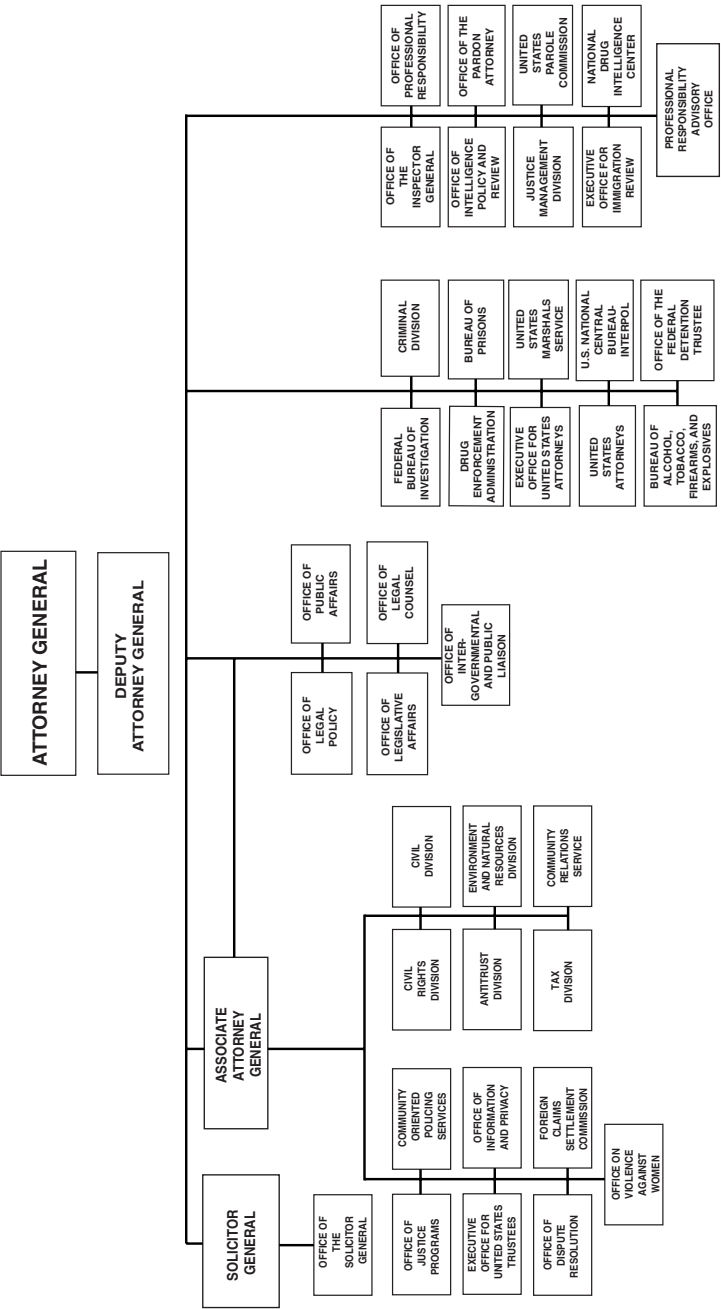 ATTORNEY GENERAL
DEPUTY
ATTORNEY GENERAL
SOLICITOR
GENERAL
OFFICE OF
THE
SOLICITOR
GENERAL
ASSOCIATE
ATTORNEY
GENERAL
OFFICE OF
JUSTICE
PROGRAMS
COMMUNITY
ORIENTED
POLICING
SERVICES
EXECUTIVE
OFFICE FOR
UNITED STATES
TRUSTEES
OFFICE OF
INFORMATION
AND PRIVACY
OFFICE OF
DISPUTE
RESOLUTION
FOREIGN
CLAIMS
SETTLEMENT
COMMISSION
OFFICE ON
VIOLENCE
AGAINST
WOMEN
CIVIL
RIGHTS
DIVISION
CIVIL
DIVISION
ANTITRUST
DIVISION
ENVIRONMENT
AND NATURAL
RESOURCES
DIVISION
TAX
DIVISION
COMMUNITY
RELATIONS
SERVICE
OFFICE OF
LEGAL
POLICY
OFFICE OF
PUBLIC
AFFAIRS
OFFICE OF
LEGISLATIVE
AFFAIRS
OFFICE OF
LEGAL
COUNSEL
OFFICE OF
INTER-
GOVERNMENTAL
AND PUBLIC
LIAISON
FEDERAL
BUREAU OF
INVESTIGATION
CRIMINAL
DIVISION
DRUG
ENFORCEMENT
ADMINISTRATION
BUREAU OF
PRISONS
EXECUTIVE
OFFICE FOR
UNITED STATES
ATTORNEYS
UNITED
STATES
MARSHALS
SERVICE
UNITED
STATES
ATTORNEYS
U.S. NATIONAL
CENTRAL
BUREAU-
INTERPOL
BUREAU OF
ALCOHOL,
TOBACCO,
FIREARMS, AND
EXPLOSIVES
OFFICE OF THE
FEDERAL
DETENTION
TRUSTEE
OFFICE OF
THE
INSPECTOR
GENERAL
OFFICE OF
PROFESSIONAL
RESPONSIBILITY
OFFICE OF
INTELLIGENCE
POLICY AND
REVIEW
OFFICE OF THE
PARDON
ATTORNEY
JUSTICE
MANAGEMENT
DIVISION
UNITED
STATES
PAROLE
COMMISSION
EXECUTIVE
OFFICE FOR
IMMIGRATION
REVIEW
NATIONAL
DRUG
INTELLIGENCE
CENTER
PROFESSIONAL
RESPONSIBILITY
ADVISORY
OFFICE